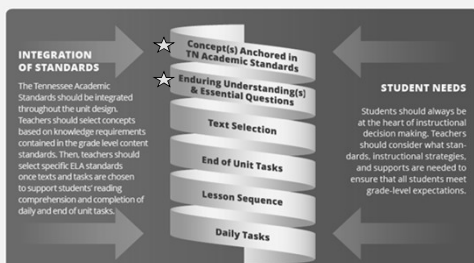 INTEGRATION
OF STANDARDS
The Tennessee Academic
Standards should be integrated
throughout the unit design.
Teachers should select concepts
based on knowledge requirements
contained in the grade level content
standards. Then, teachers should
select specific ELA standards
once texts and tasks are chosen
to support students' reading
comprehension and completion of
daily and end of unit tasks.
Concept(s) Anchored in
TN Academic Standards
Enduring Understanding(s)
& Essential Questions
Text Selection
End of Unit Tasks
Lesson Sequence
Daily Tasks
STUDENT NEEDS
Students should always be
at the heart of instructional
decision making. Teachers
should consider what stan-
dards, instructional strategies,
and supports are needed to
ensure that all students meet
grade-level expectations.